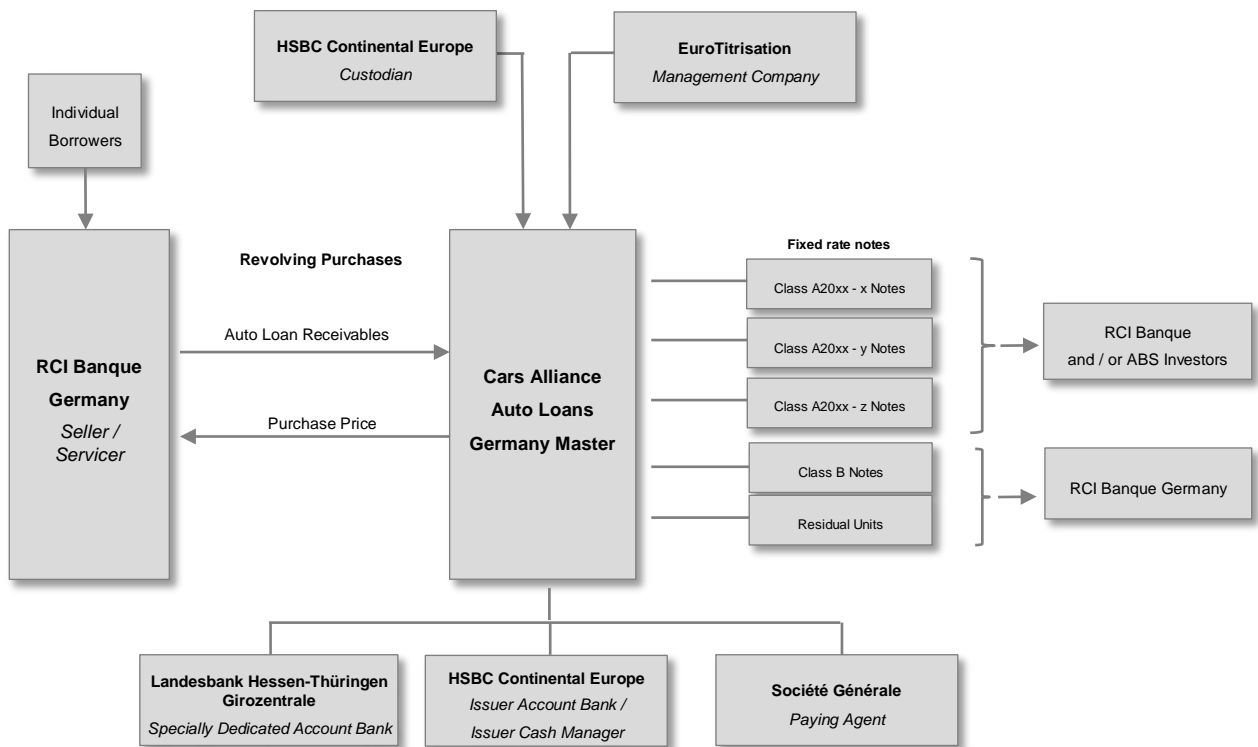 HSBC Continental Europe
Custodian
EuroTitrisation
Management Company
Individual
Borrowers
RCI Banque
Germany
Seller /
Servicer
Revolving Purchases
Auto Loan Receivables
Purchase Price
Cars Alliance
Auto Loans
Germany Master
Fixed rate notes
Class A20xx - x Notes
Class A20xx - y Notes
Class A20xx - z Notes
Class B Notes
Residual Units
RCI Banque
and / or ABS Investors
RCI Banque Germany
Landesbank Hessen-Thüringen
Girozentrale
Specially Dedicated Account Bank
HSBC Continental Europe
Issuer Account Bank /
Issuer Cash Manager
Société Générale
Paying Agent